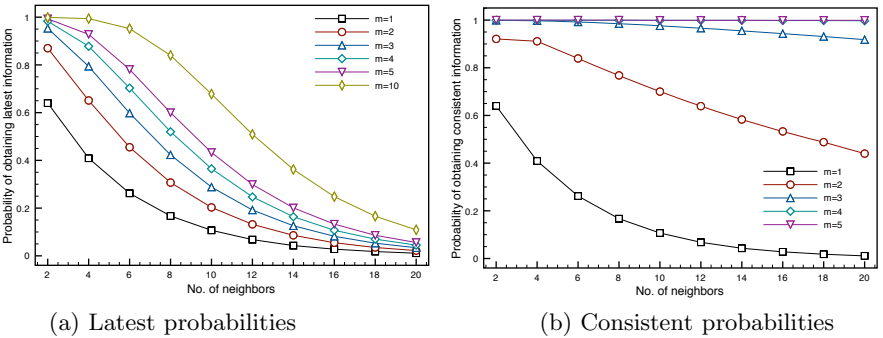 Probability of obtaining latest information
1
0.8
0.6
0.4
0.2
0
2 4 6 8 10 12 14 16 18 20
No. of neighbors
m=1
m=2
m=3
m=4
m=5
m=10
(a) Latest probabilities
Probability of obtaining consistent information
1
0.8
0.6
0.4
0.2
0
2 4 6 8 10 12 14 16 18 20
No. of neighbors
m=1
m=2
m=3
m=4
m=5
(b) Consistent probabilities